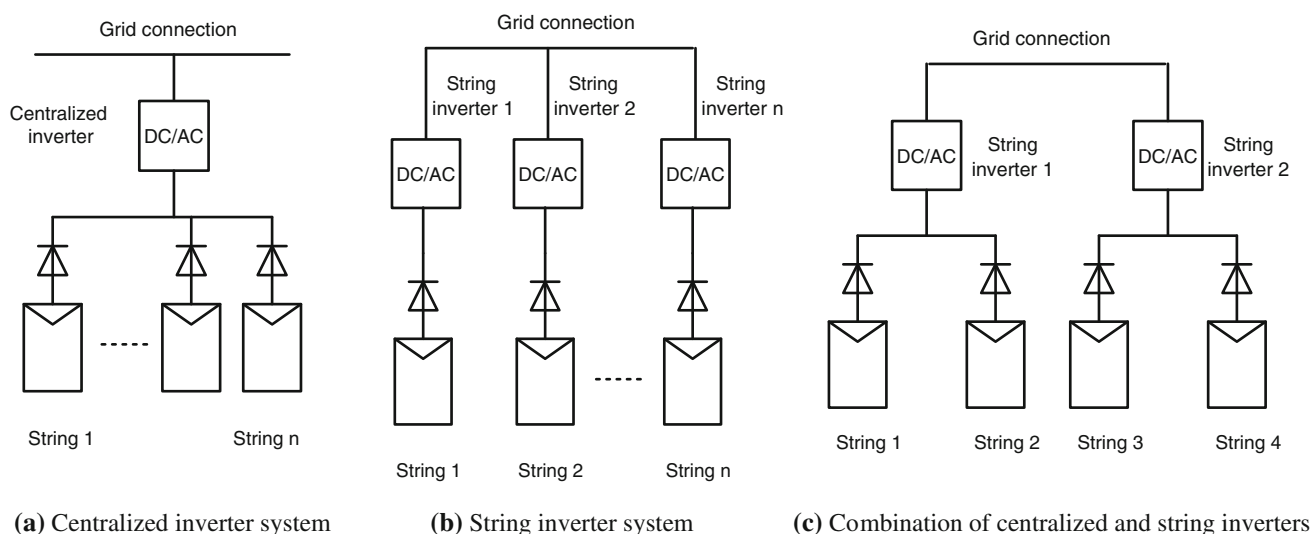 Grid connection
Centralized
inverter
DC/AC
String 1
String n
(a) Centralized inverter system
Grid connection
String
inverter 1
String
inverter 2
String
inverter n
DC/AC
DC/AC
DC/AC
String 1
String 2
String n
(b) String inverter system
Grid connection
DC/AC
String
inverter 1
DC/AC
String
inverter 2
String 1
String 2
String 3
String 4
(c) Combination of centralized and string inverters